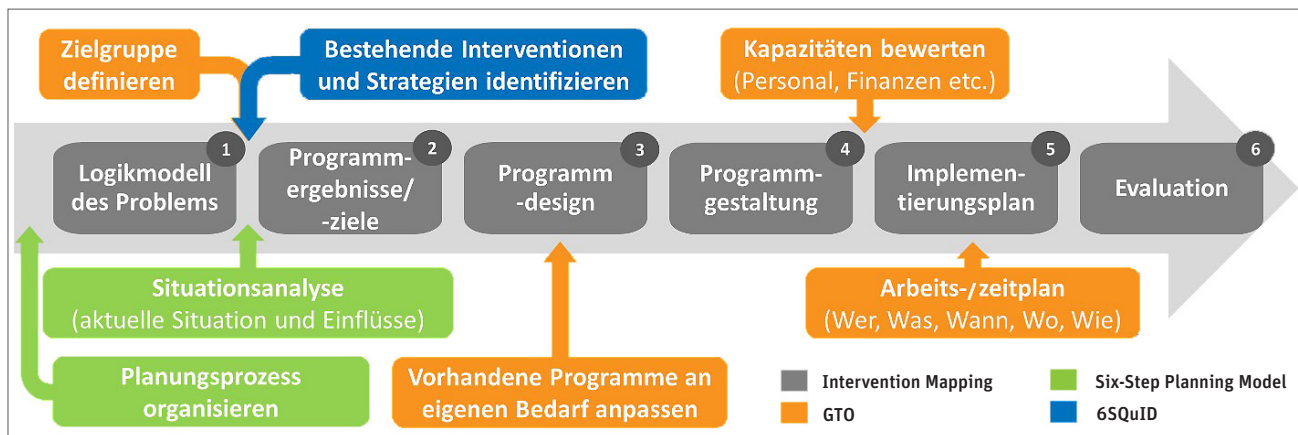 Zielgruppe
definieren
Bestehende Interventionen
und Strategien identifizieren
Kapazitäten bewerten
(Personal, Finanzen etc.)
1
Logikmodell
des Problems
2
Programm-
ergebnisse/
-ziele
3
Programm
-design
4
Programm-
gestaltung
5
Implemen-
tierungsplan
6
Evaluation
Situationsanalyse
(aktuelle Situation und Einflüsse)
Arbeits-/zeitplan
(Wer, Was, Wann, Wo, Wie)
Planungsprozess
organisieren
Vorhandene Programme an
eigenen Bedarf anpassen
Intervention Mapping
GTO
Six-Step Planning Model
6SQuID